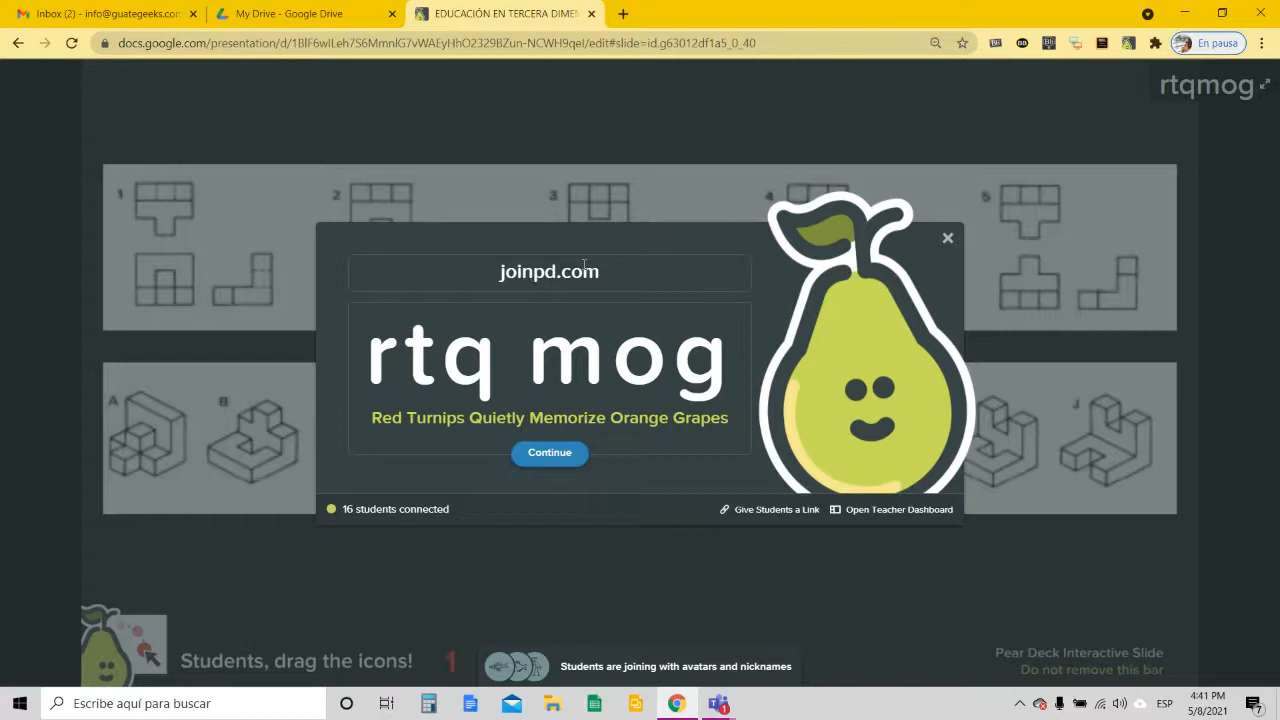 Inbox (2) - info@guategeeks.com
My Drive - Google Drive
EDUCACIÓN EN TERCERA DIMEN
docs.google.com/presentation/d/1BlF6wILeh7S6MmnlG7vWAEyHhO2329BZun-NCWH9qeI/edit#slide=id.g63012df1a5_0_40
En pausa
rtqmog
1
2
3
4
5
joinpd.com
rtq mog
Red Turnips Quietly Memorize Orange Grapes
Continue
A
B
J
16 students connected
Give Students a Link
Open Teacher Dashboard
Students, drag the icons!
1
Students are joining with avatars and nicknames
Pear Deck Interactive Slide
Do not remove this bar
Escribe aquí para buscar
1
ESP
4:41 PM
5/8/2021
7